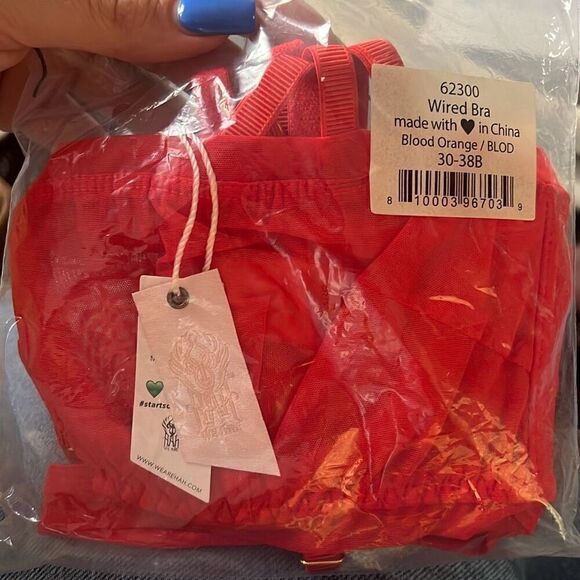 62300
Wired Bra
made with ♥ in China
Blood Orange / BLOD
30-38B
8 10003 96703 9
#startsc
WWW.WEAREHAH.COM